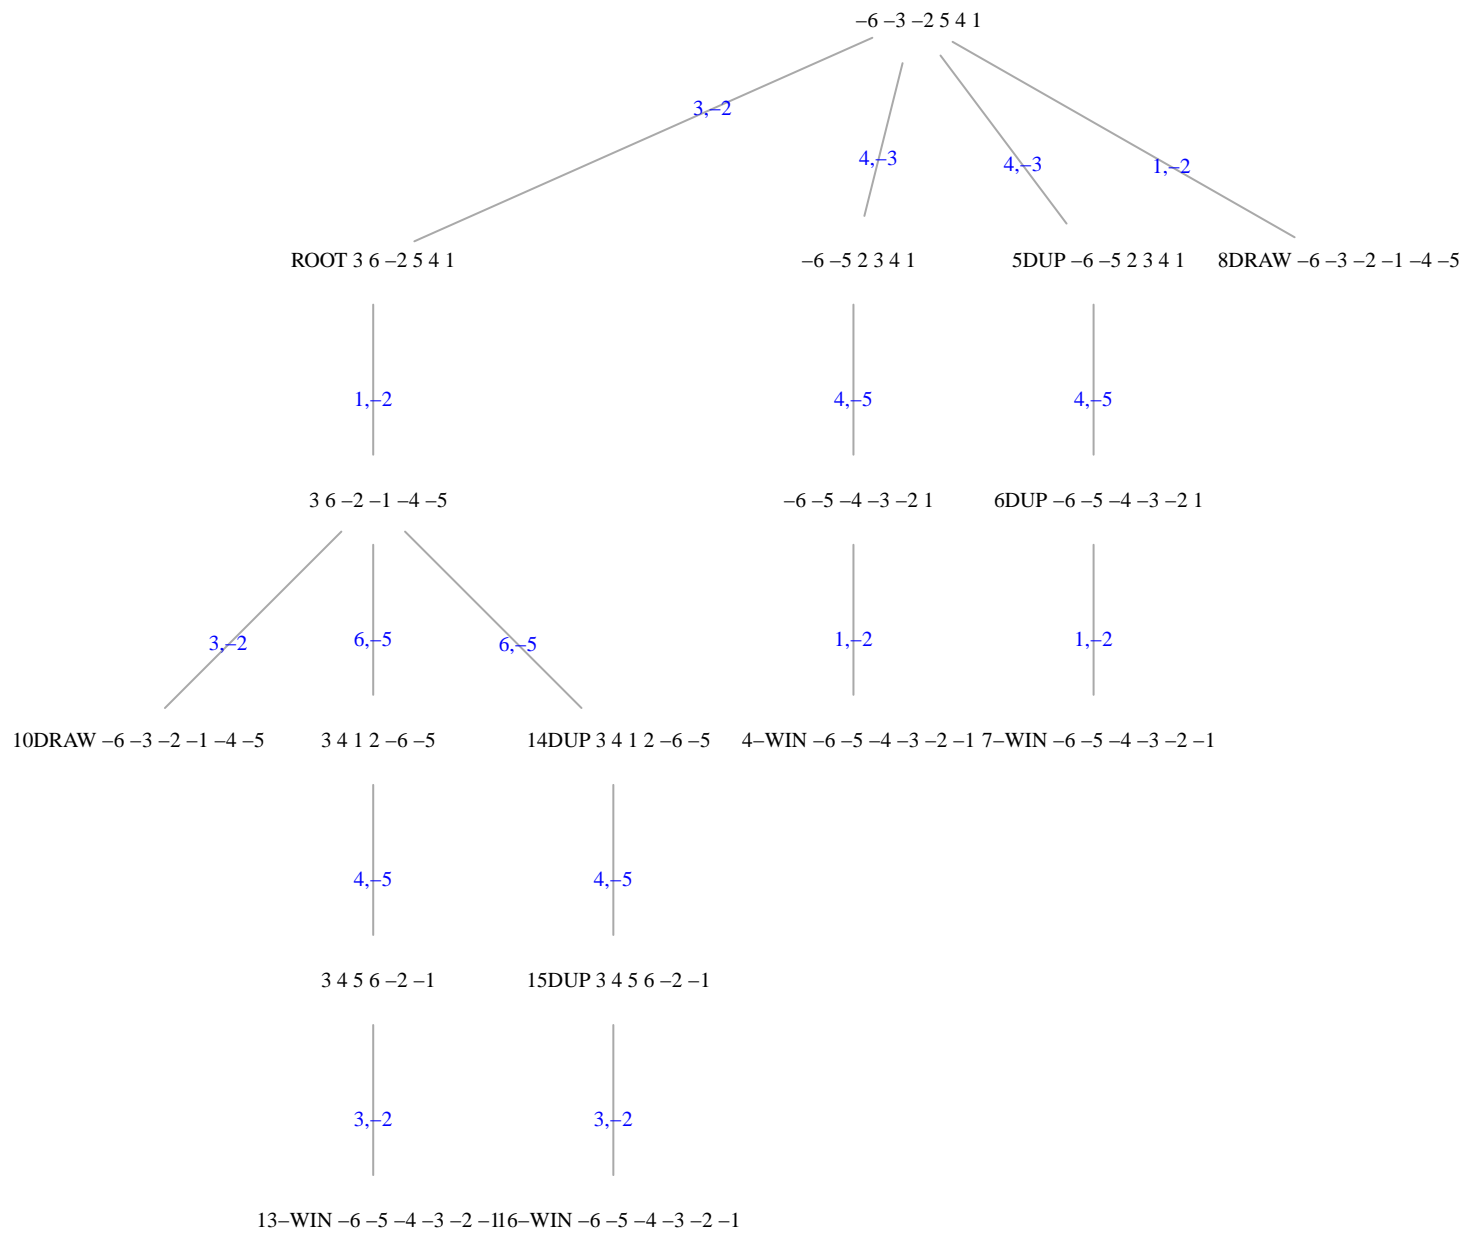 –6 –3 –2 5 4 1
3,–2
4,–3
4,–3
1,–2
ROOT 3 6 –2 5 4 1
–6 –5 2 3 4 1
5DUP –6 –5 2 3 4 1
8DRAW –6 –3 –2 –1 –4 –5
1,–2
4,–5
4,–5
3 6 –2 –1 –4 –5
–6 –5 –4 –3 –2 1
6DUP –6 –5 –4 –3 –2 1
3,–2
6,–5
6,–5
1,–2
1,–2
10DRAW –6 –3 –2 –1 –4 –5
3 4 1 2 –6 –5
14DUP 3 4 1 2 –6 –5
4–WIN –6 –5 –4 –3 –2 –1
7–WIN –6 –5 –4 –3 –2 –1
4,–5
4,–5
3 4 5 6 –2 –1
15DUP 3 4 5 6 –2 –1
3,–2
3,–2
13–WIN –6 –5 –4 –3 –2 –1
16–WIN –6 –5 –4 –3 –2 –1